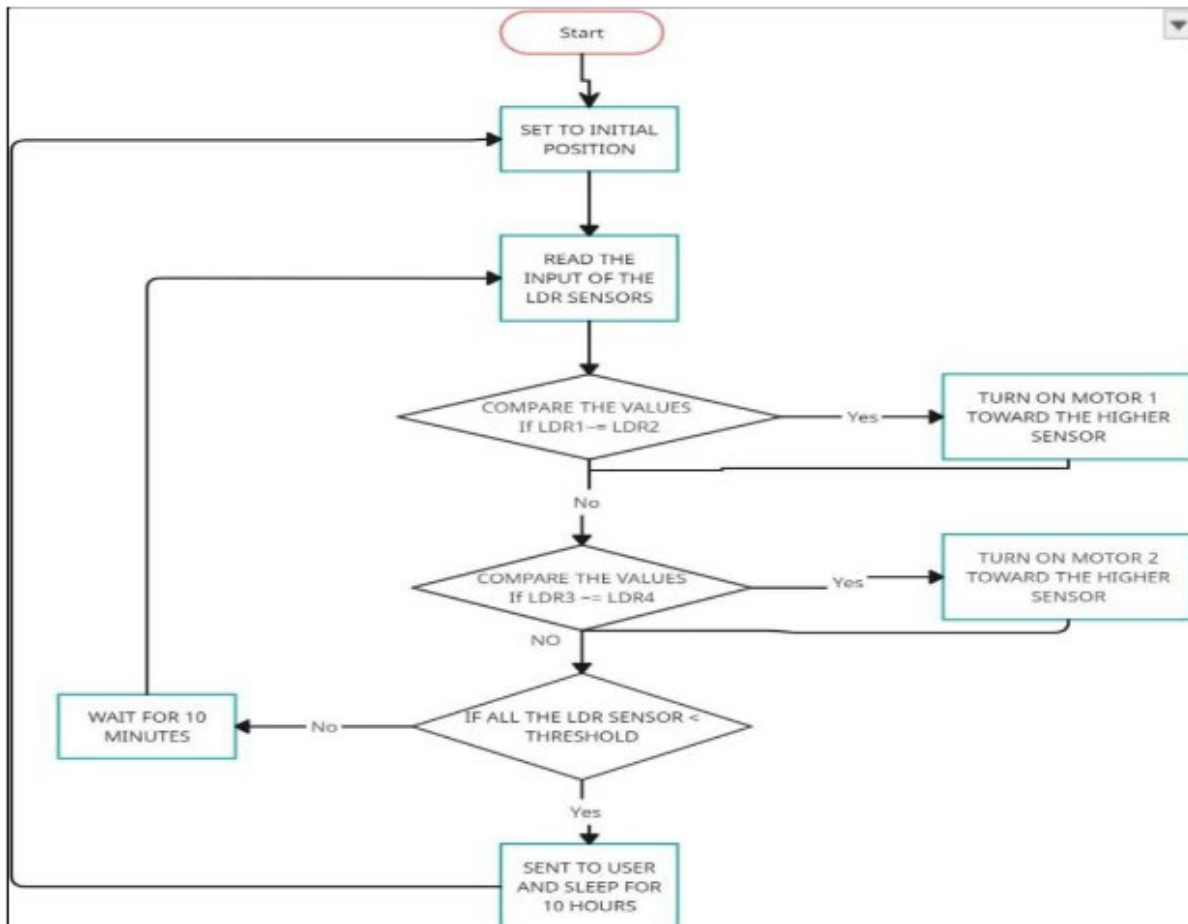 Start
SET TO INITIAL
POSITION
READ THE
INPUT OF THE
LDR SENSORS
COMPARE THE VALUES
If LDR1~= LDR2
Yes
TURN ON MOTOR 1
TOWARD THE HIGHER
SENSOR
No
COMPARE THE VALUES
If LDR3 ~= LDR4
Yes
TURN ON MOTOR 2
TOWARD THE HIGHER
SENSOR
NO
IF ALL THE LDR SENSOR <
THRESHOLD
No
WAIT FOR 10
MINUTES
Yes
SENT TO USER
AND SLEEP FOR
10 HOURS